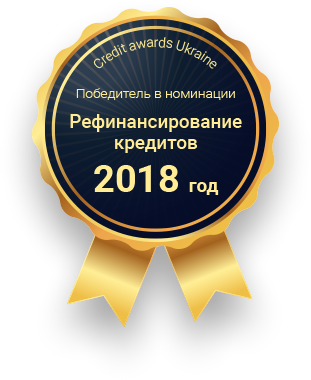 Credit awards Ukraine
Победитель в номинации
Рефинансирование
кредитов
2018 год